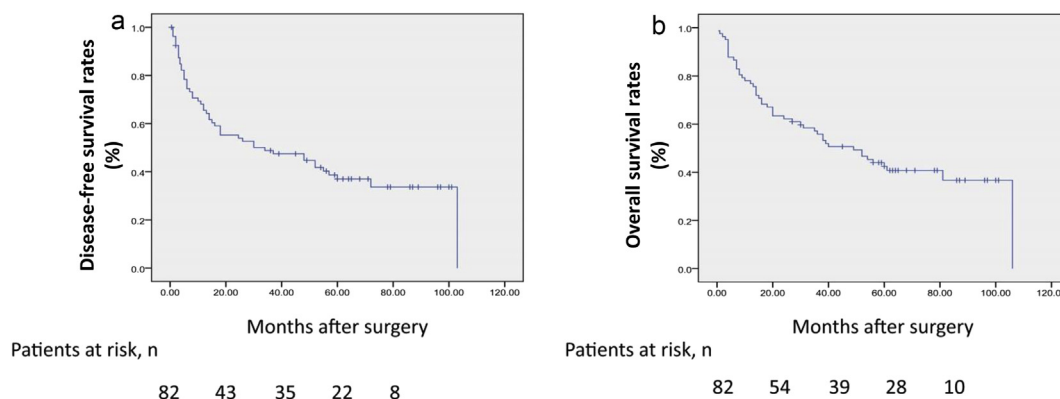 a
Disease-free survival rates
(%)
1.0
0.8
0.6
0.4
0.2
0.0
0.00 20.00 40.00 60.00 80.00 100.00 120.00
Months after surgery
Patients at risk, n
82 43 35 22 8
b
Overall survival rates
(%)
1.0
0.8
0.6
0.4
0.2
0.0
0.00 20.00 40.00 60.00 80.00 100.00 120.0
Months after surgery
Patients at risk, n
82 54 39 28 10